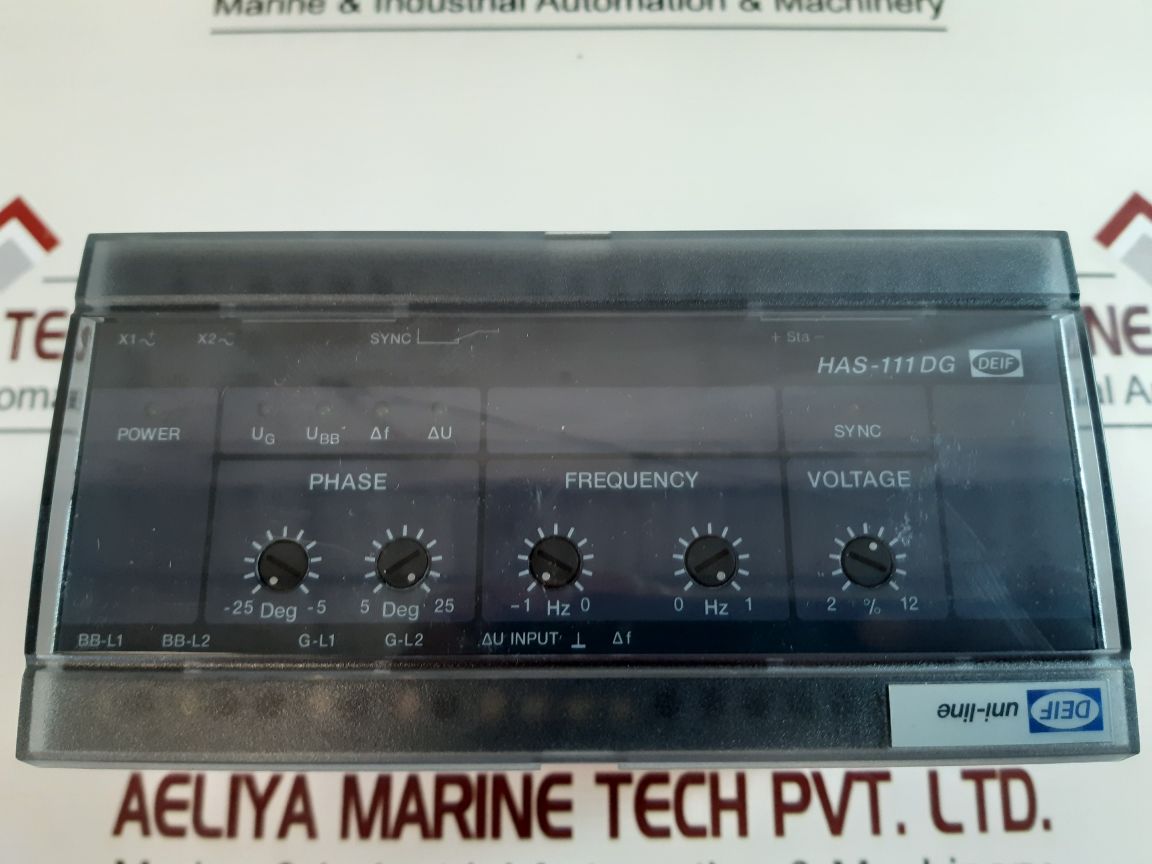 Marine & Industrial Automation & Machinery
X1 X2 SYNC + Sta -
HAS-111DG DEIF
POWER UG UBB Δf ΔU SYNC
PHASE FREQUENCY VOLTAGE
-25 Deg -5 5 Deg 25 -1 Hz 0 0 Hz 1 2 % 12
BB-L1 BB-L2 G-L1 G-L2 ΔU INPUT ⊥ Δf
DEIF uni-line
AELIYA MARINE TECH PVT. LTD.